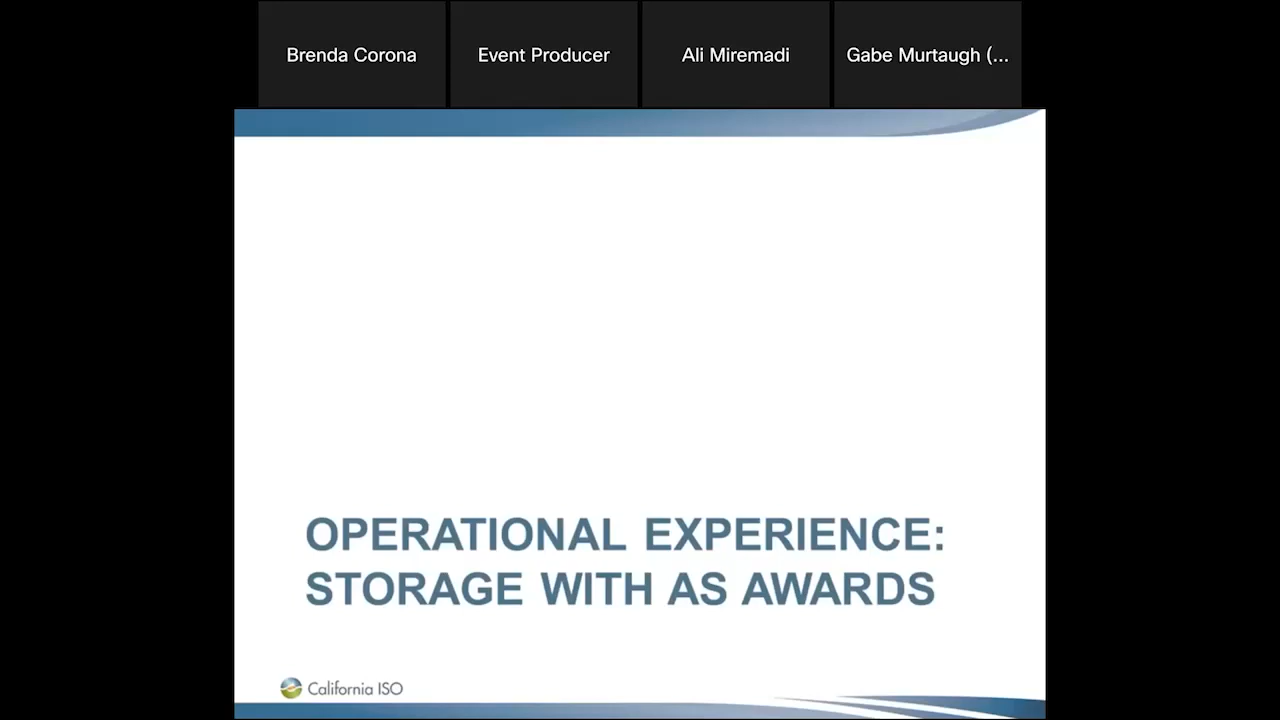 Brenda Corona
Event Producer
Ali Miremadi
Gabe Murtaugh (...
OPERATIONAL EXPERIENCE:
STORAGE WITH AS AWARDS
California ISO